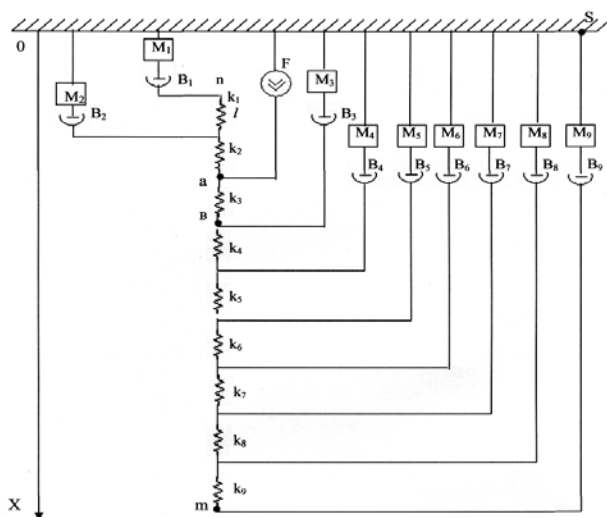 S
0
M₁
F
n
B₁
M₃
M₂
k₁
B₂
l
B₃
M₄ M₅ M₆ M₇ M₈ M₉
k₂
B₄ B₅ B₆ B₇ B₈ B₉
a
k₃
в
k₄
k₅
k₆
k₇
k₈
k₉
X
m